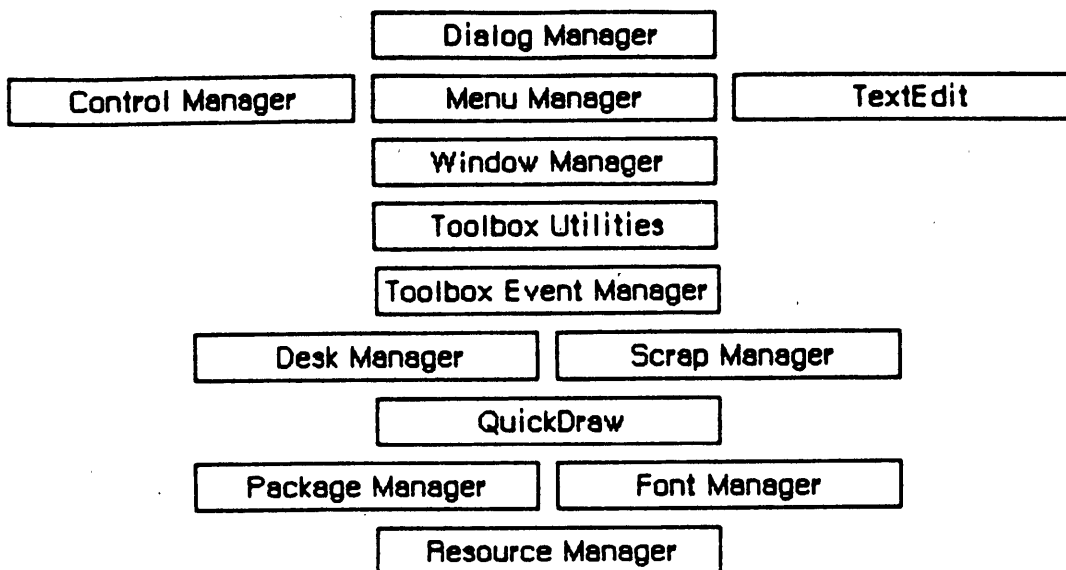 Dialog Manager
Control Manager
Menu Manager
TextEdit
Window Manager
Toolbox Utilities
Toolbox Event Manager
Desk Manager
Scrap Manager
QuickDraw
Package Manager
Font Manager
Resource Manager